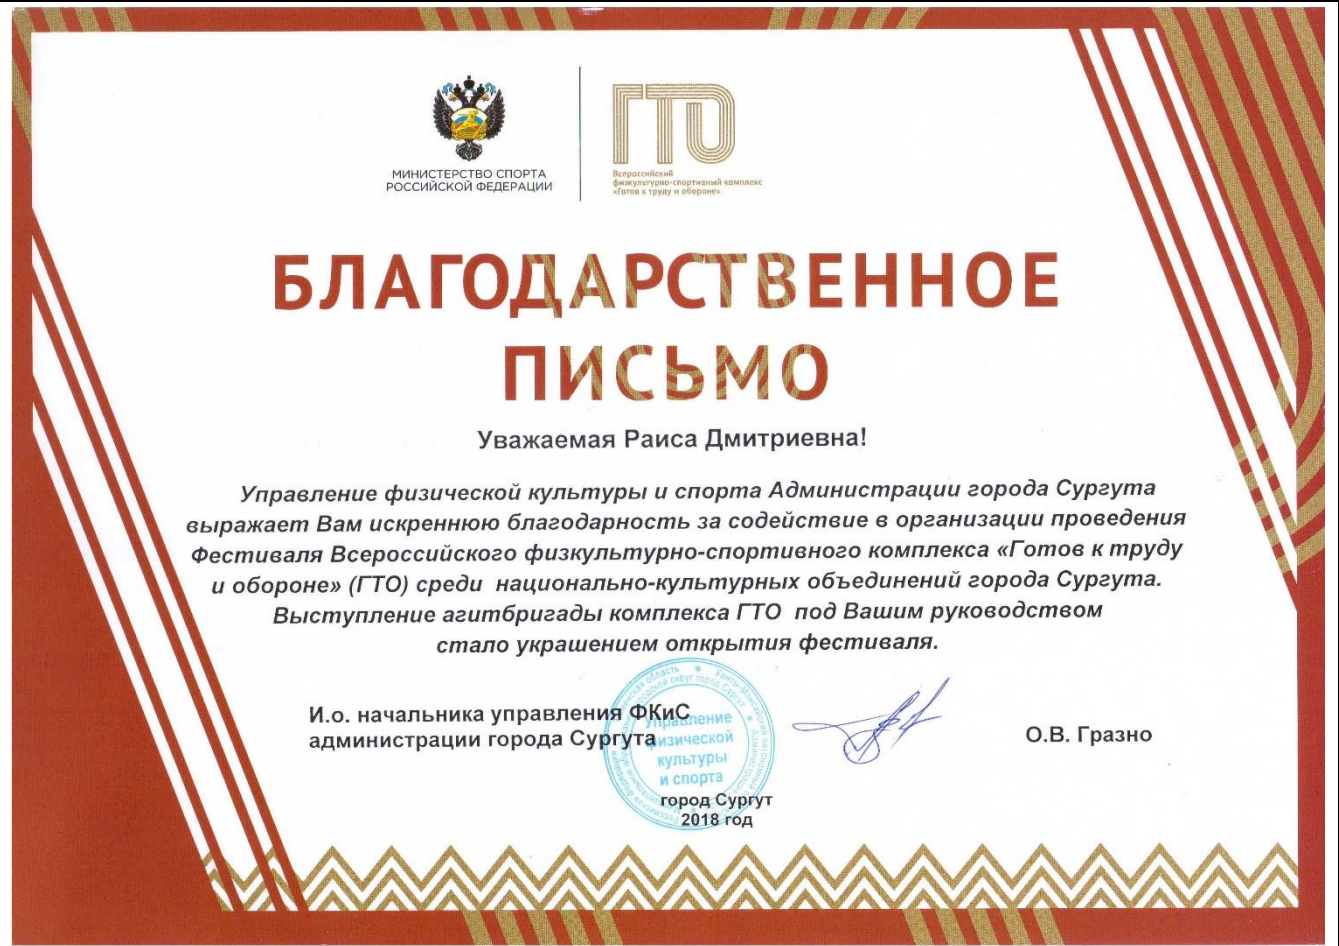 МИНИСТЕРСТВО СПОРТА
РОССИЙСКОЙ ФЕДЕРАЦИИ
ГТО
Всероссийский
физкультурно-спортивный комплекс
«Готов к труду и обороне»
БЛАГОДАРСТВЕННОЕ
ПИСЬМО
Уважаемая Раиса Дмитриевна!
Управление физической культуры и спорта Администрации города Сургута
выражает Вам искреннюю благодарность за содействие в организации проведения
Фестиваля Всероссийского физкультурно-спортивного комплекса «Готов к труду
и обороне» (ГТО) среди национально-культурных объединений города Сургута.
Выступление агитбригады комплекса ГТО под Вашим руководством
стало украшением открытия фестиваля.
И.о. начальника управления ФКиС
администрации города Сургута
О.В. Гразно
Управление
физической
культуры
и спорта
город Сургут
2018 год